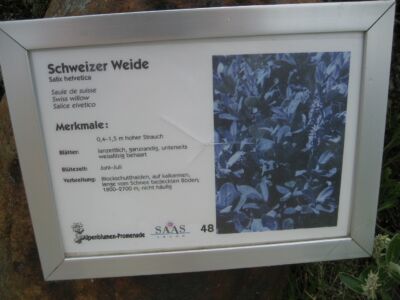 Schweizer Weide
Salix helvetica
Saule de suisse
Swiss willow
Salice elvetico
Merkmale:
0,4-1,5 m hoher Strauch
Blätter: lanzettlich, ganzrandig, unterseits
weissfilzig behaart
Blütezeit: Juni-Juli
Verbreitung: Blockschutthalden, auf kalkarmen,
lange vom Schnee bedeckten Böden,
1800-2700 m, nicht häufig
Alpenblumen-Promenade
SAAS
48